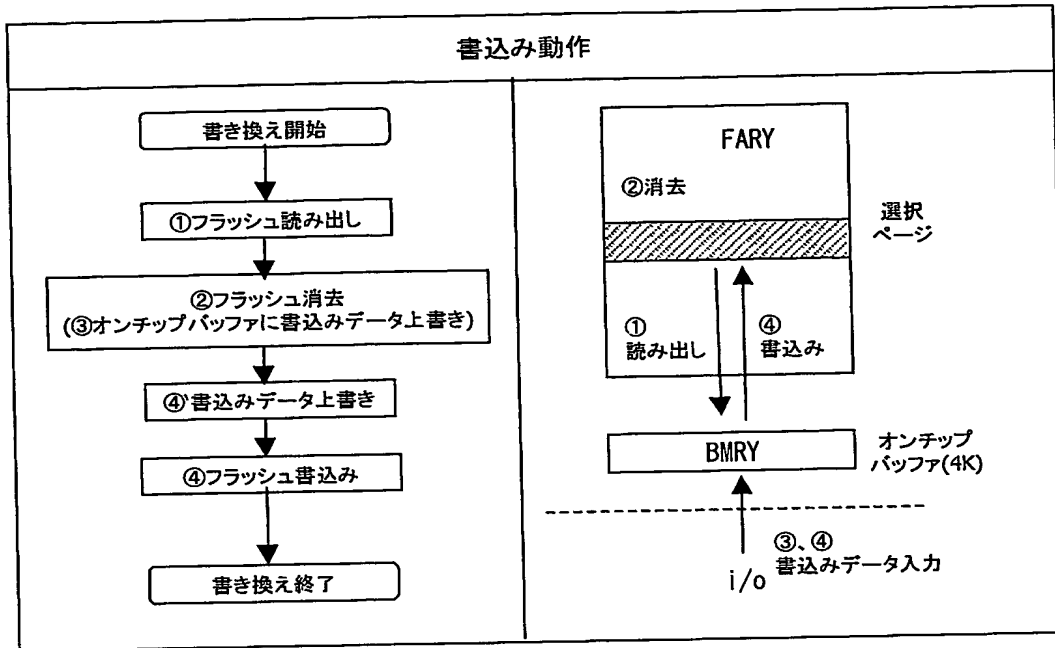 書込み動作
書き換え開始
①フラッシュ読み出し
②フラッシュ消去
(③オンチップバッファに書込みデータ上書き)
④'書込みデータ上書き
④フラッシュ書込み
書き換え終了
FARY
②消去
選択
ページ
①
読み出し
④
書込み
BMRY
オンチップ
バッファ(4K)
③、④
書込みデータ入力
i/o